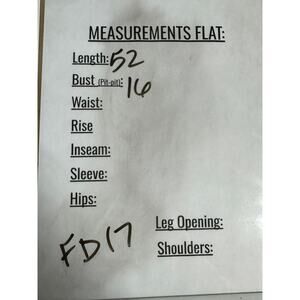 MEASUREMENTS FLAT:
Length: 52
Bust (Pit-pit): 16
Waist:
Rise
Inseam:
Sleeve:
Hips:
Leg Opening:
FD17
Shoulders: